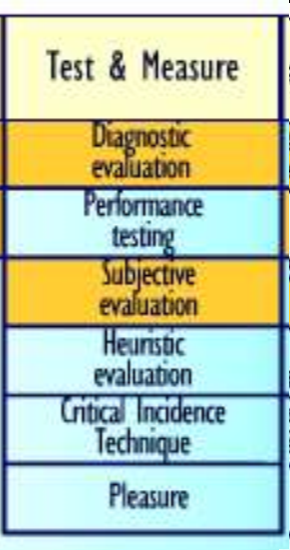 Test & Measure
Diagnostic
evaluation
Performance
testing
Subjective
evaluation
Heuristic
evaluation
Critical Incidence
Technique
Pleasure